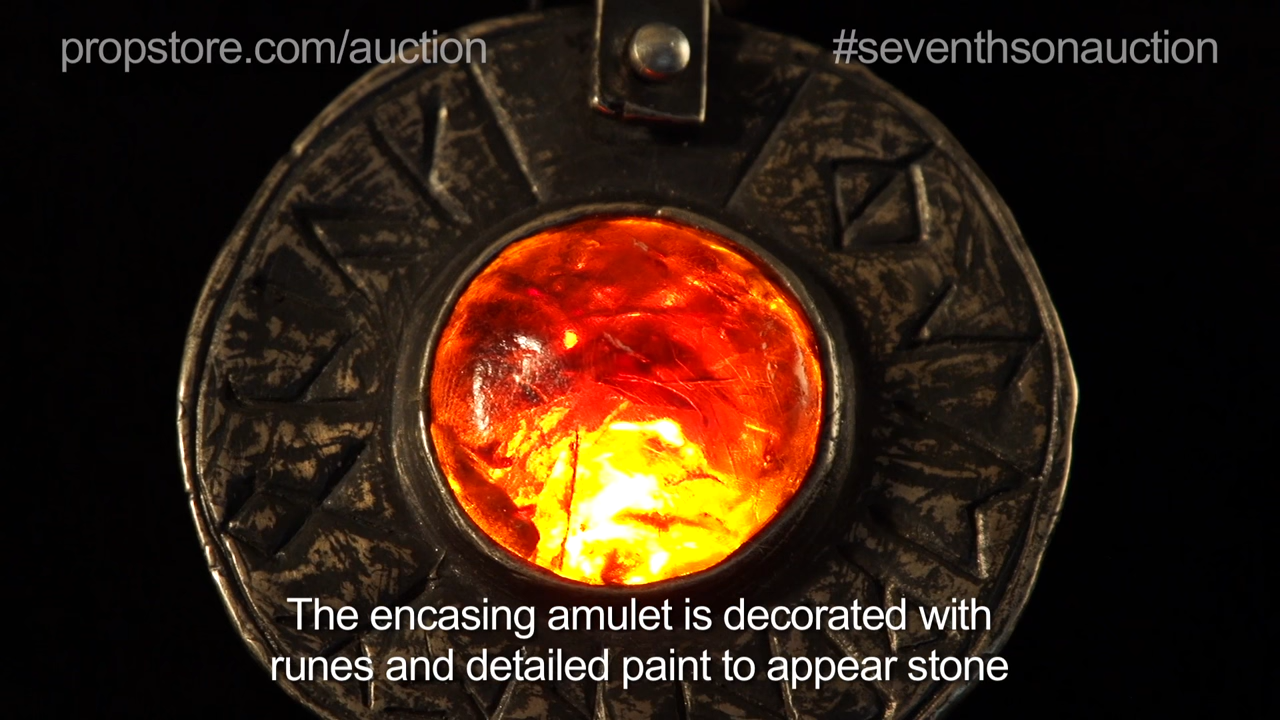 propstore.com/auction
#seventhsonauction
The encasing amulet is decorated with
runes and detailed paint to appear stone